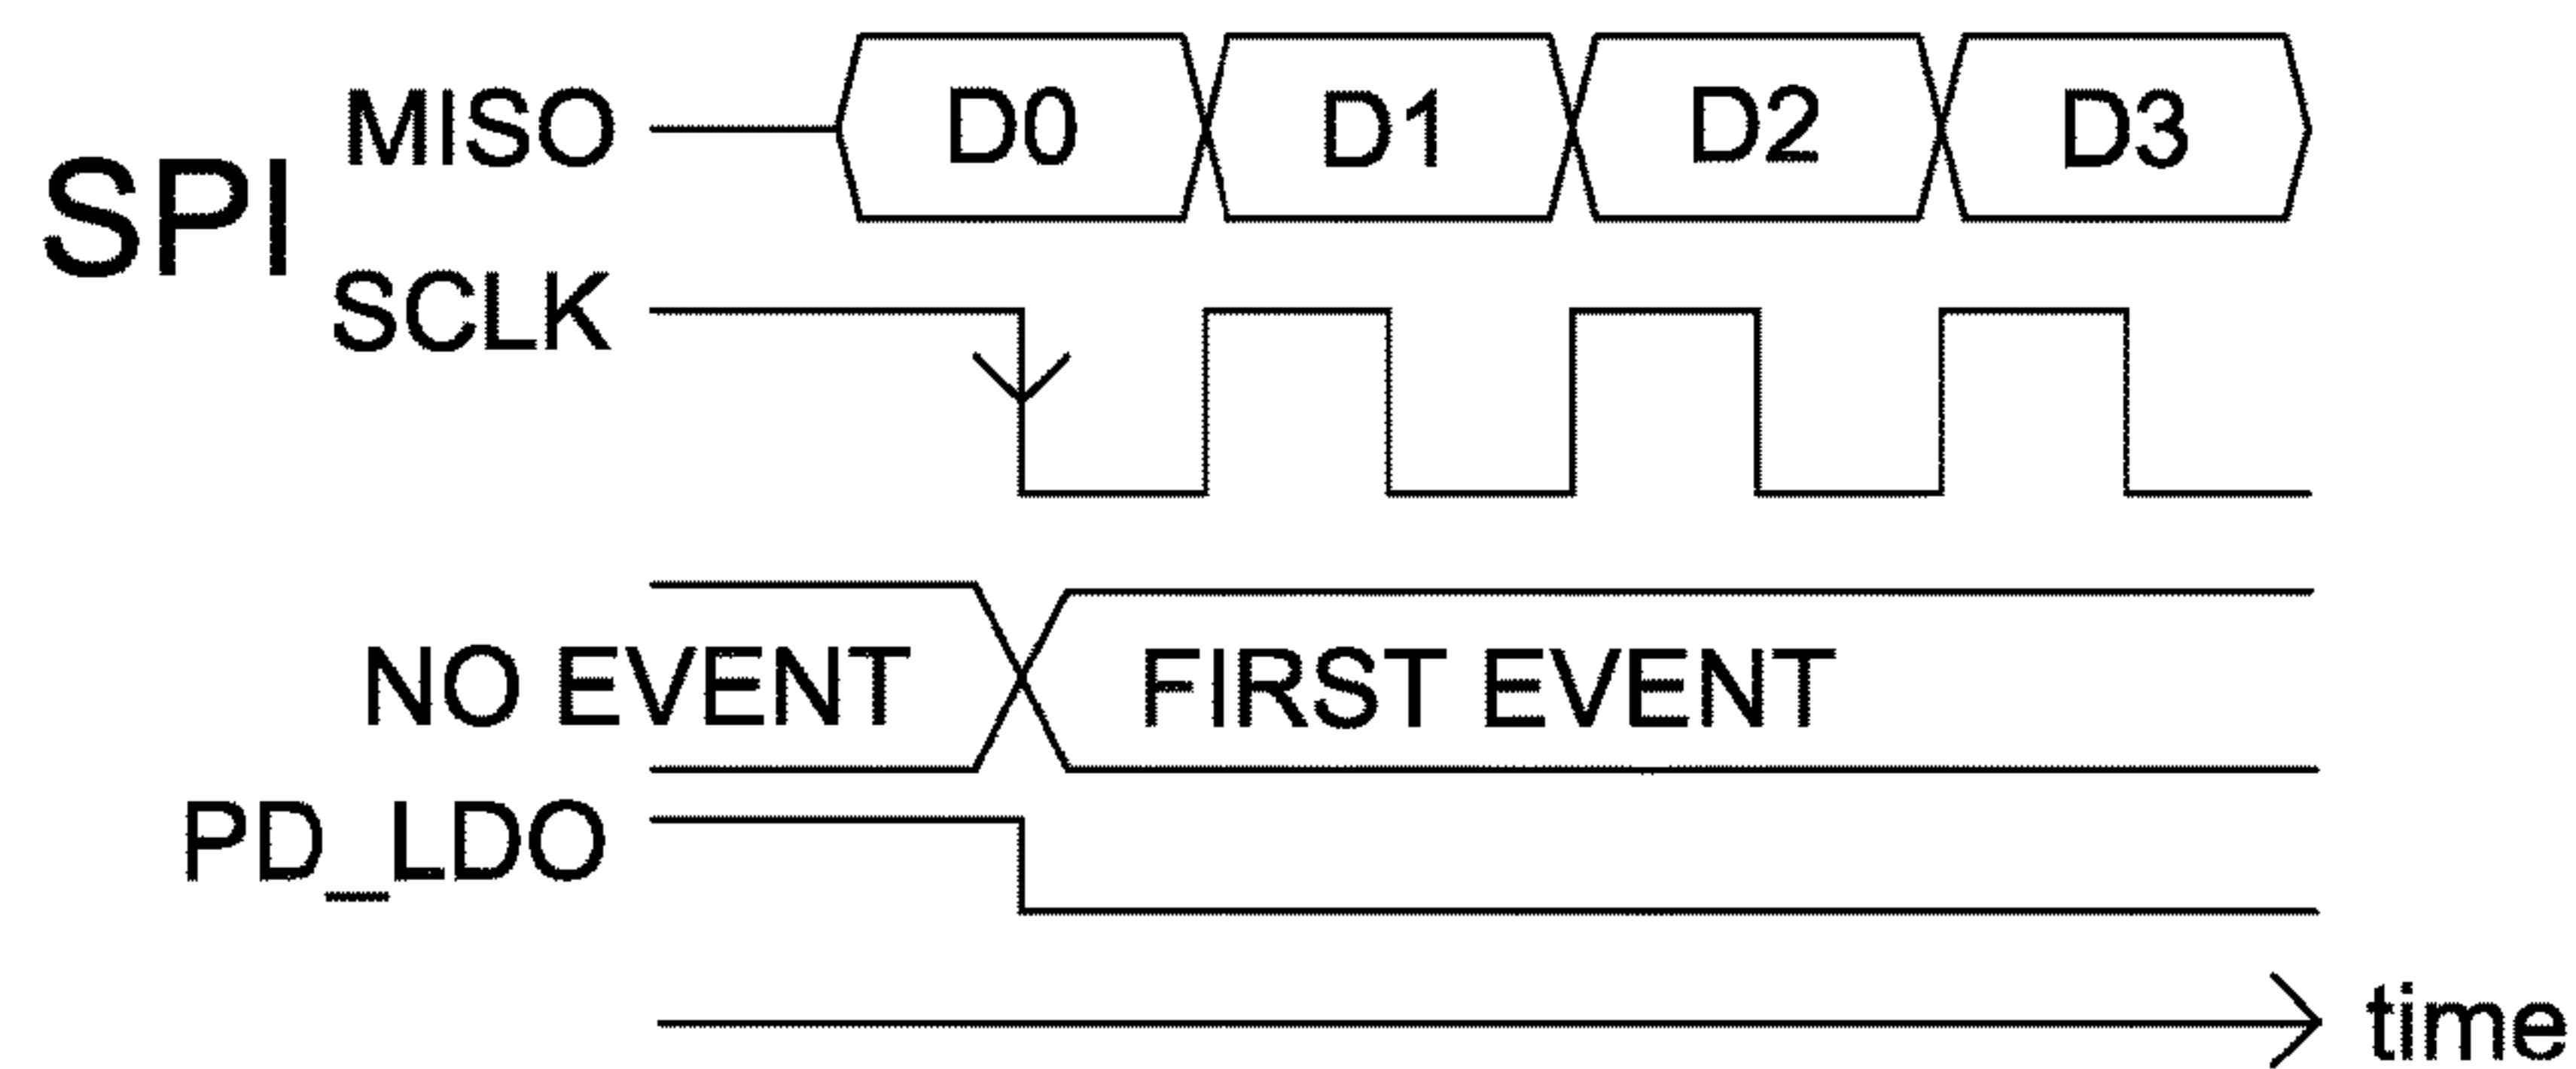 SPI
MISO D0 D1 D2 D3
SCLK
NO EVENT FIRST EVENT
PD_LDO
time